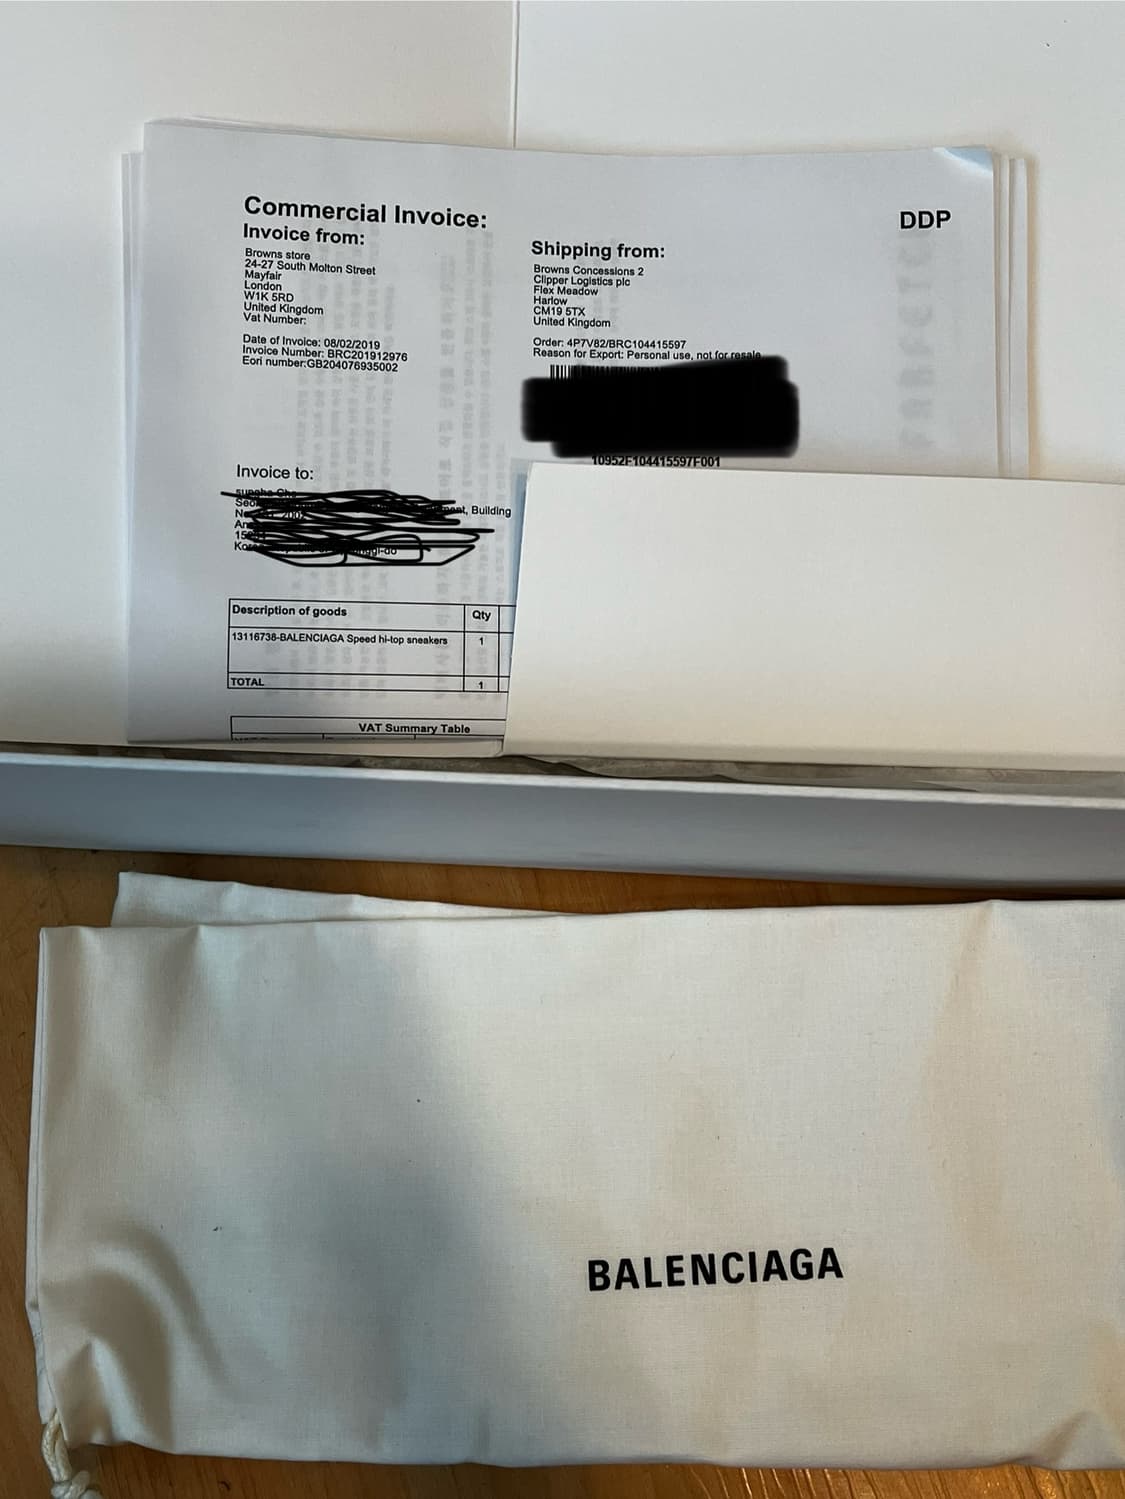 Commercial Invoice:
DDP
Invoice from:
Browns store
24-27 South Molton Street
Mayfair
London
W1K 5RD
United Kingdom
Vat Number:
Date of Invoice: 08/02/2019
Invoice Number: BRC201912976
Eori number:GB204076935002
Shipping from:
Browns Concessions 2
Clipper Logistics plc
Flex Meadow
Harlow
CM19 5TX
United Kingdom
Order: 4P7V82/BRC104415597
Reason for Export: Personal use, not for resale
10952F104415597F001
Invoice to:
, Building
Description of goods
Qty
13116738-BALENCIAGA Speed hi-top sneakers
1
TOTAL
1
VAT Summary Table
BALENCIAGA